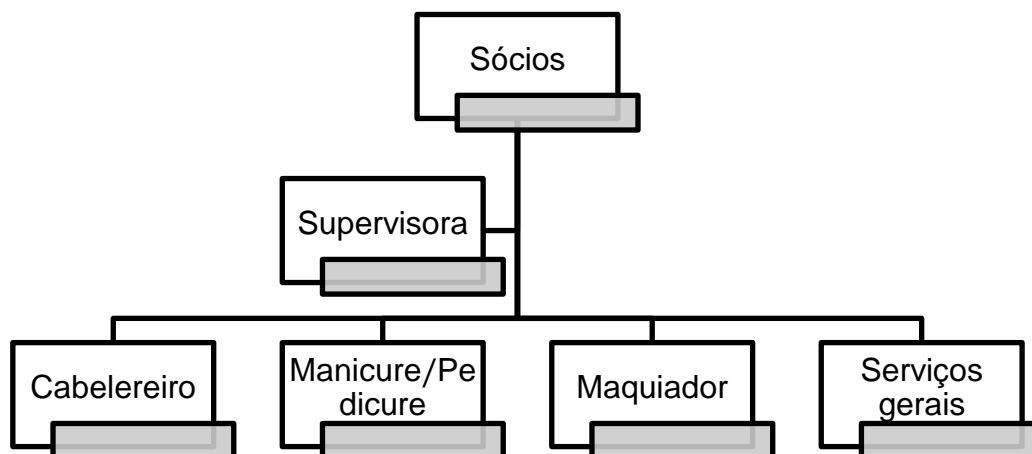 Sócios
Supervisora
Cabelereiro
Manicure/Pe
dicure
Maquiador
Serviços
gerais